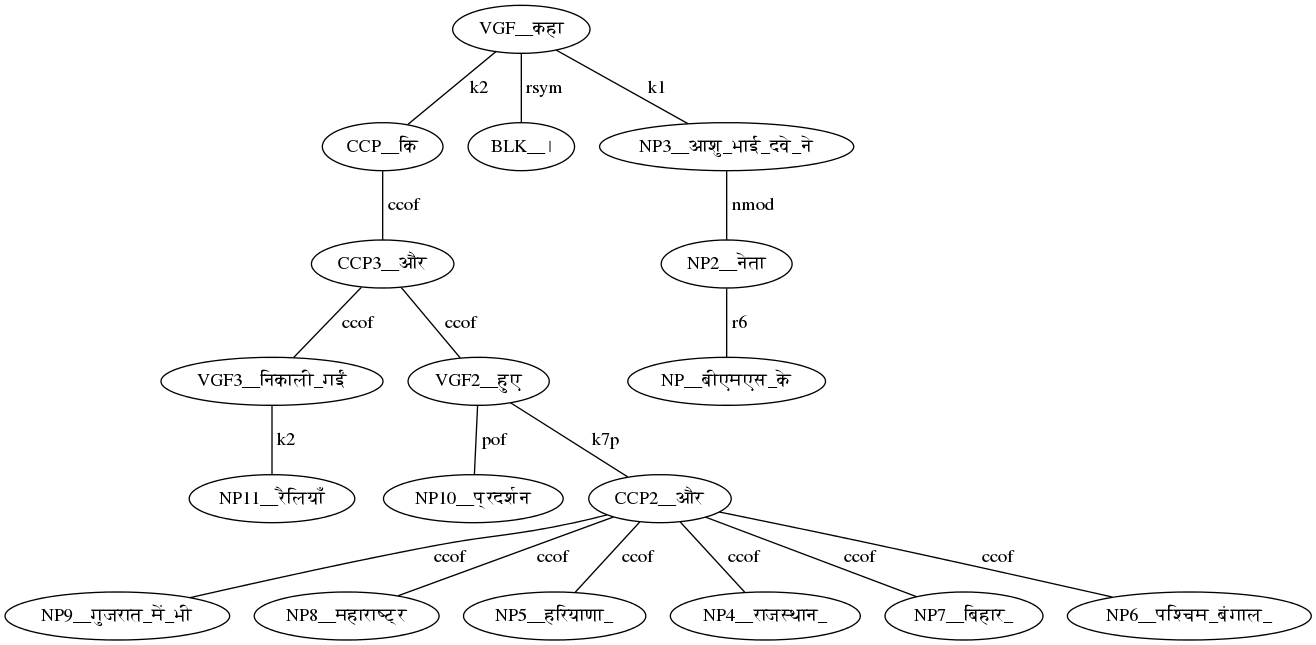 VGF__कहा
k2 rsym k1
CCP__कि BLK__। NP3__आशु_भाई_दवे_ने
ccof nmod
CCP3__और NP2__नेता
ccof ccof r6
VGF3__निकाली_गईं VGF2__हुए NP__बीएमएस_के
k2 pof k7p
NP11__रैलियाँ NP10__प्रदर्शन CCP2__और
ccof ccof ccof ccof ccof ccof
NP9__गुजरात_में_भी NP8__महाराष्ट्र NP5__हरियाणा_ NP4__राजस्थान_ NP7__बिहार_ NP6__पश्चिम_बंगाल_